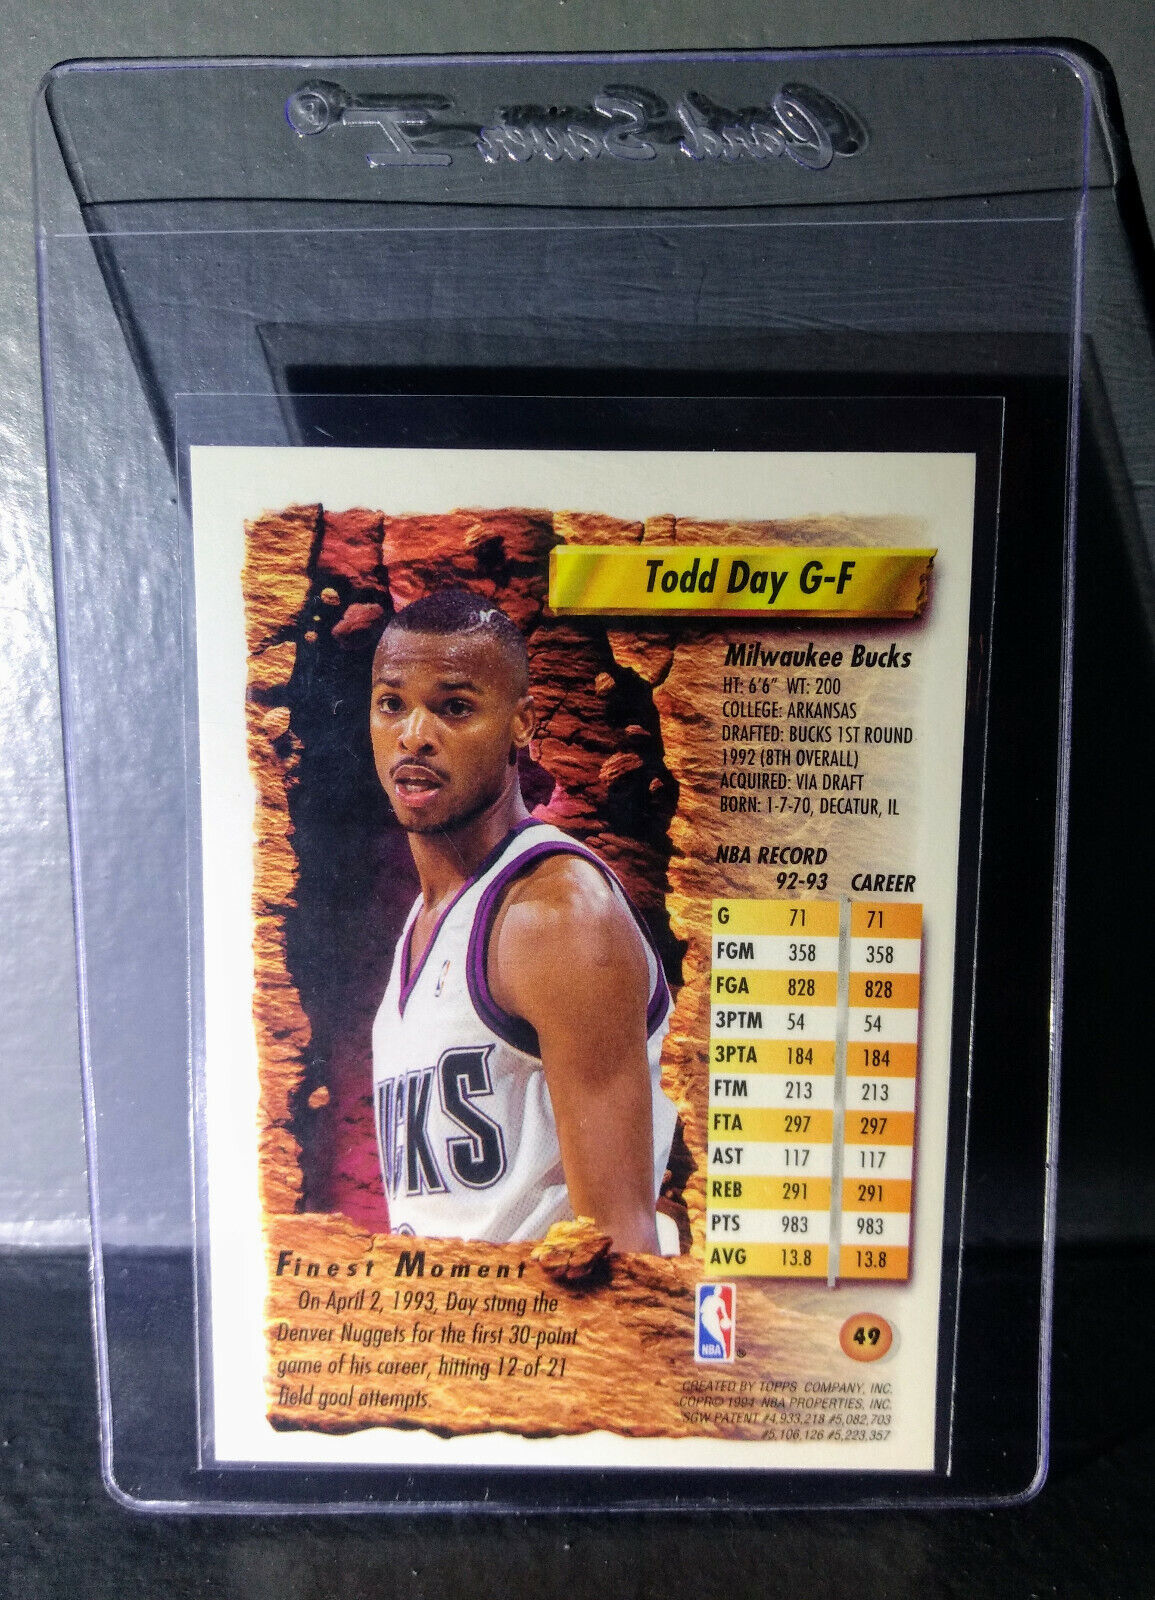 Card Saver I
Todd Day G-F
Milwaukee Bucks
HT: 6'6" WT: 200
COLLEGE: ARKANSAS
DRAFTED: BUCKS 1ST ROUND
1992 (8TH OVERALL)
ACQUIRED: VIA DRAFT
BORN: 1-7-70, DECATUR, IL
NBA RECORD
92-93 CAREER
G 71 71
FGM 358 358
FGA 828 828
3PTM 54 54
3PTA 184 184
FTM 213 213
FTA 297 297
AST 117 117
REB 291 291
PTS 983 983
AVG 13.8 13.8
UCKS
Finest Moment
On April 2, 1993, Day stung the
Denver Nuggets for the first 30-point
game of his career, hitting 12-of-21
field goal attempts.
NBA ®
49
CREATED BY TOPPS COMPANY, INC.
COPR© 1994 NBA PROPERTIES, INC.
SGW PATENT #4,933,218 #5,082,703
#5,106,126 #5,223,357